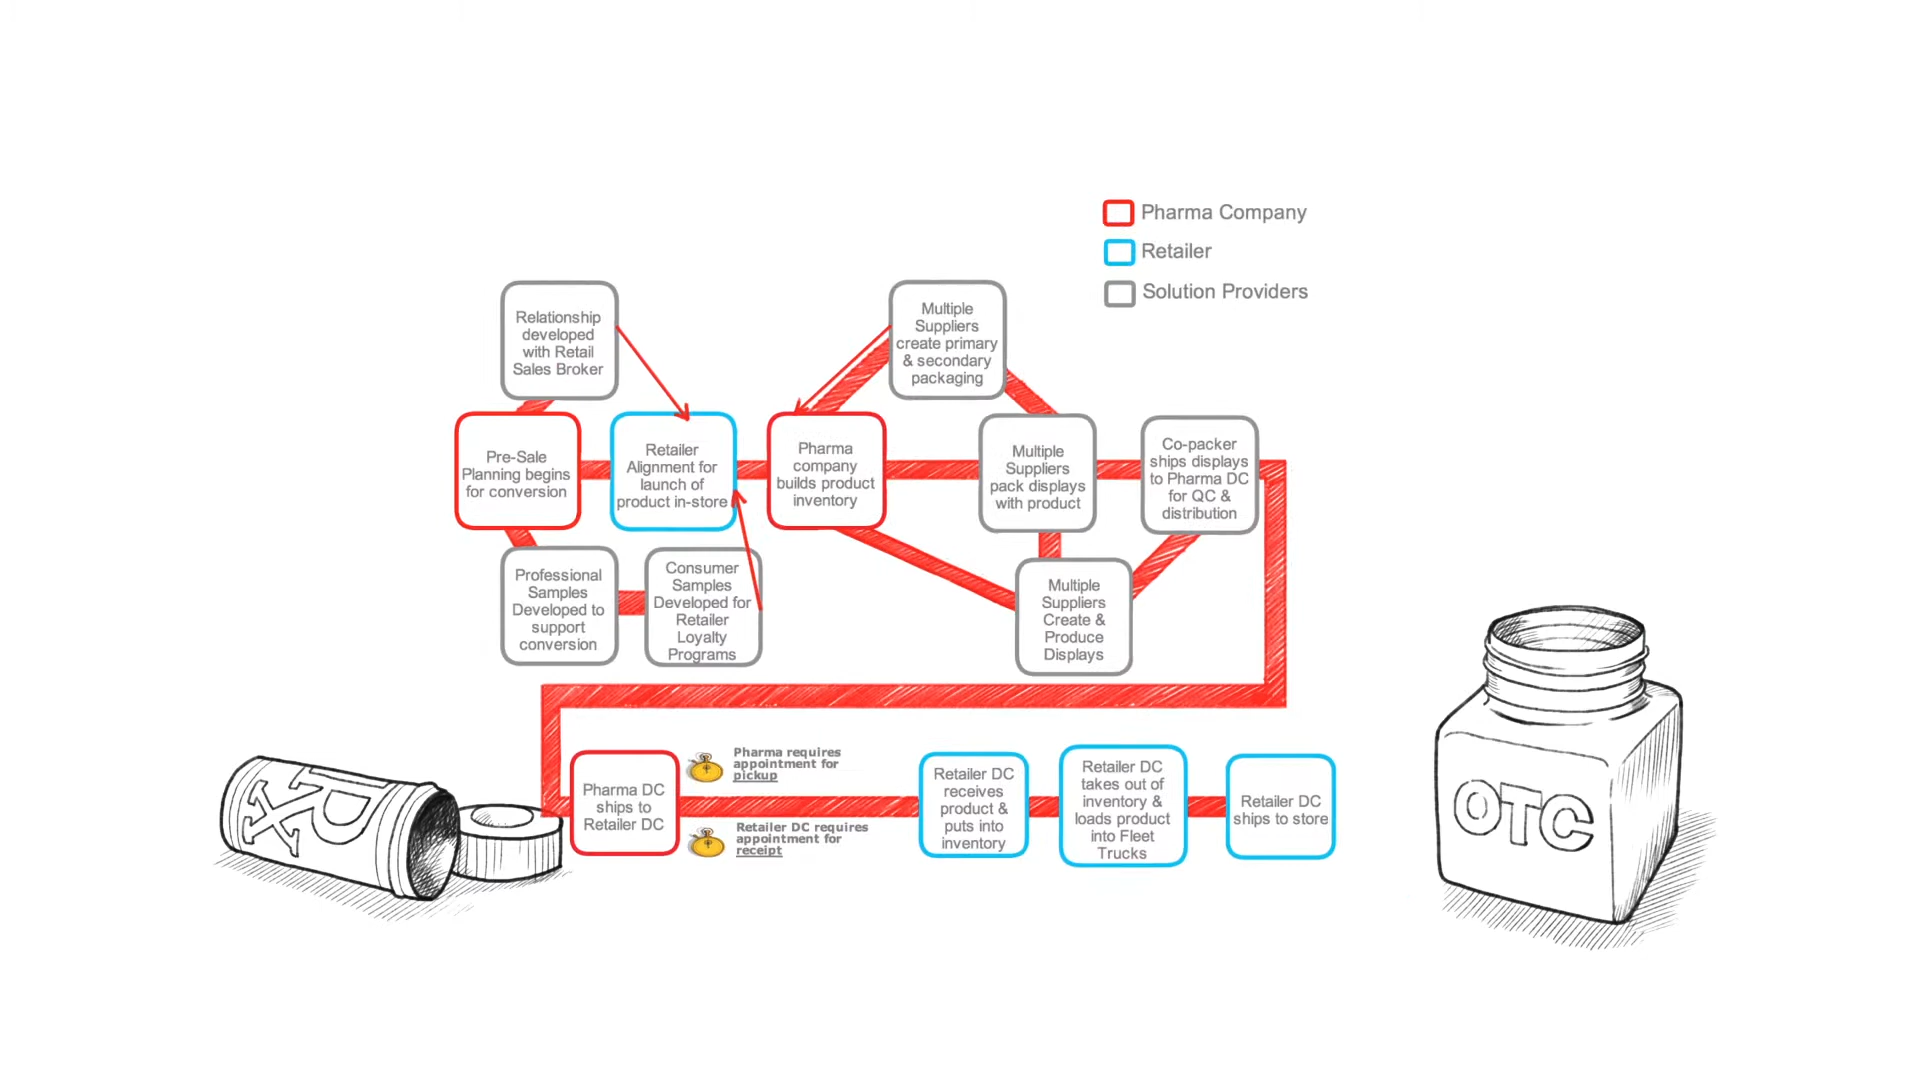 Pharma Company
Retailer
Solution Providers
Relationship
developed
with Retail
Sales Broker
Multiple
Suppliers
create primary
& secondary
packaging
Pre-Sale
Planning begins
for conversion
Retailer
Alignment for
launch of
product in-store
Pharma
company
builds product
inventory
Multiple
Suppliers
pack displays
with product
Co-packer
ships displays
to Pharma DC
for QC &
distribution
Professional
Samples
Developed to
support
conversion
Consumer
Samples
Developed for
Retailer
Loyalty
Programs
Multiple
Suppliers
Create &
Produce
Displays
Pharma DC
ships to
Retailer DC
Pharma requires
appointment for
pickup
Retailer DC requires
appointment for
receipt
Retailer DC
receives
product &
puts into
inventory
Retailer DC
takes out of
inventory &
loads product
into Fleet
Trucks
Retailer DC
ships to store
RX
OTC